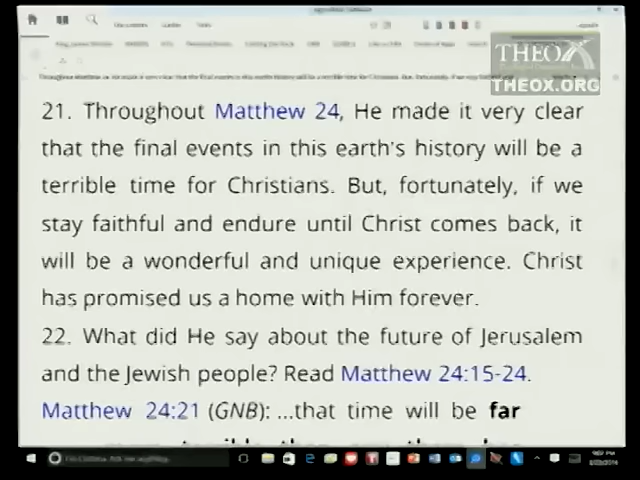 THEOX
THEOX.ORG
21. Throughout Matthew 24, He made it very clear
that the final events in this earth's history will be a
terrible time for Christians. But, fortunately, if we
stay faithful and endure until Christ comes back, it
will be a wonderful and unique experience. Christ
has promised us a home with Him forever.
22. What did He say about the future of Jerusalem
and the Jewish people? Read Matthew 24:15-24.
Matthew 24:21 (GNB): ...that time will be far